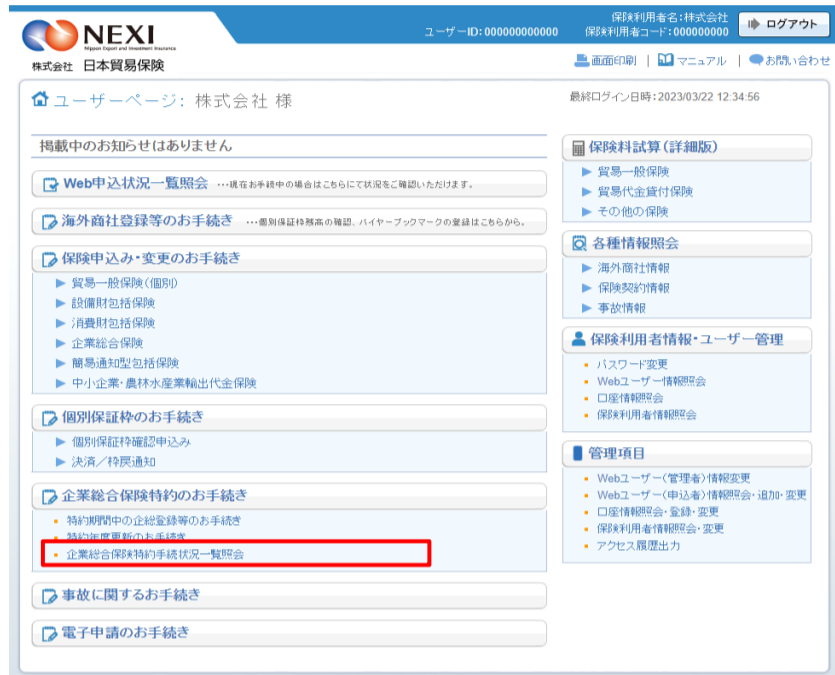 NEXI
Nippon Export and Investment Insurance
株式会社 日本貿易保険
ユーザーID:000000000000
保険利用者名:株式会社
保険利用者コード:000000000
ログアウト
画面印刷 | マニュアル | お問い合わせ
ユーザーページ: 株式会社 様
最終ログイン日時:2023/03/22 12:34:56
掲載中のお知らせはありません
Web申込状況一覧照会 ・・・現在お手続中の場合はこちらにて状況をご確認いただけます。
海外商社登録等のお手続き ・・・個別保証枠残高の確認、バイヤーブックマークの登録はこちらから。
保険申込み・変更のお手続き
貿易一般保険(個別)
設備財包括保険
消費財包括保険
企業総合保険
簡易通知型包括保険
中小企業・農林水産業輸出代金保険
個別保証枠のお手続き
個別保証枠確認申込み
決済/枠戻通知
企業総合保険特約のお手続き
特約期間中の企総登録等のお手続き
特約年度更新のお手続き
企業総合保険特約手続状況一覧照会
事故に関するお手続き
電子申請のお手続き
保険料試算(詳細版)
貿易一般保険
貿易代金貸付保険
その他の保険
各種情報照会
海外商社情報
保険契約情報
事故情報
保険利用者情報・ユーザー管理
パスワード変更
Webユーザー情報照会
口座情報照会
保険利用者情報照会
管理項目
Webユーザー(管理者)情報変更
Webユーザー(申込者)情報照会・追加・変更
口座情報照会・登録・変更
保険利用者情報照会・変更
アクセス履歴出力